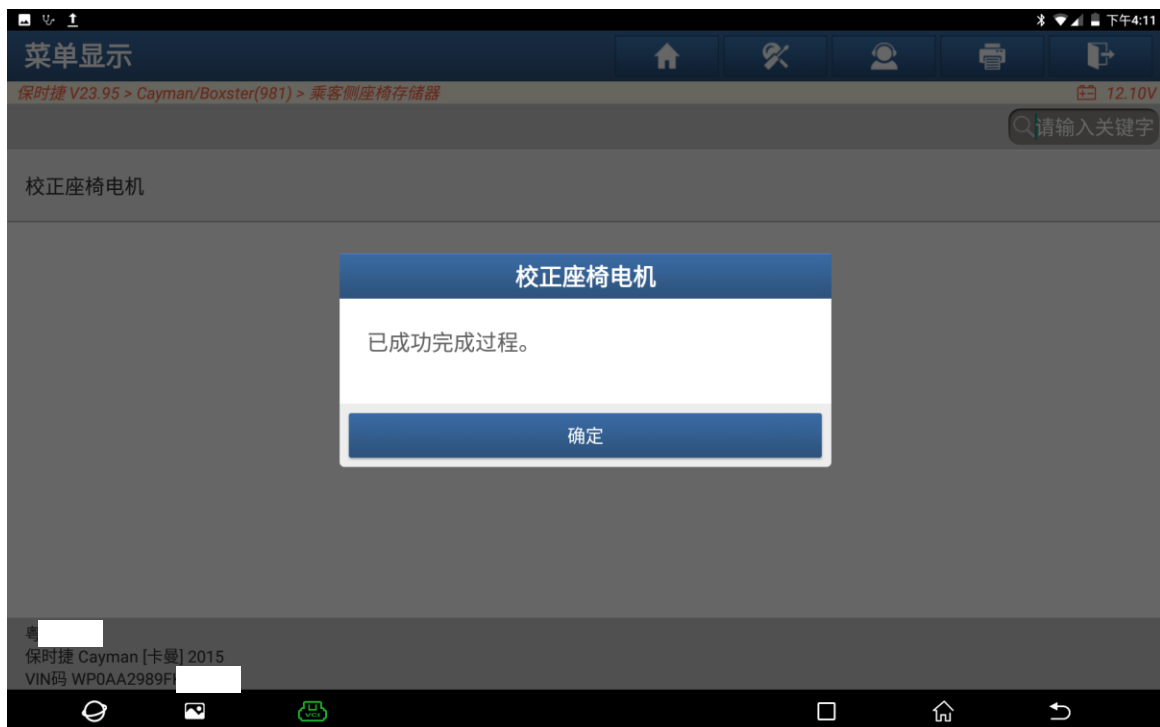 下午4:11
菜单显示
保时捷 V23.95 > Cayman/Boxster(981) > 乘客侧座椅存储器
12.10V
请输入关键字
校正座椅电机
校正座椅电机
已成功完成过程。
确定
粤
保时捷 Cayman [卡曼] 2015
VIN码 WP0AA2989F
VCI